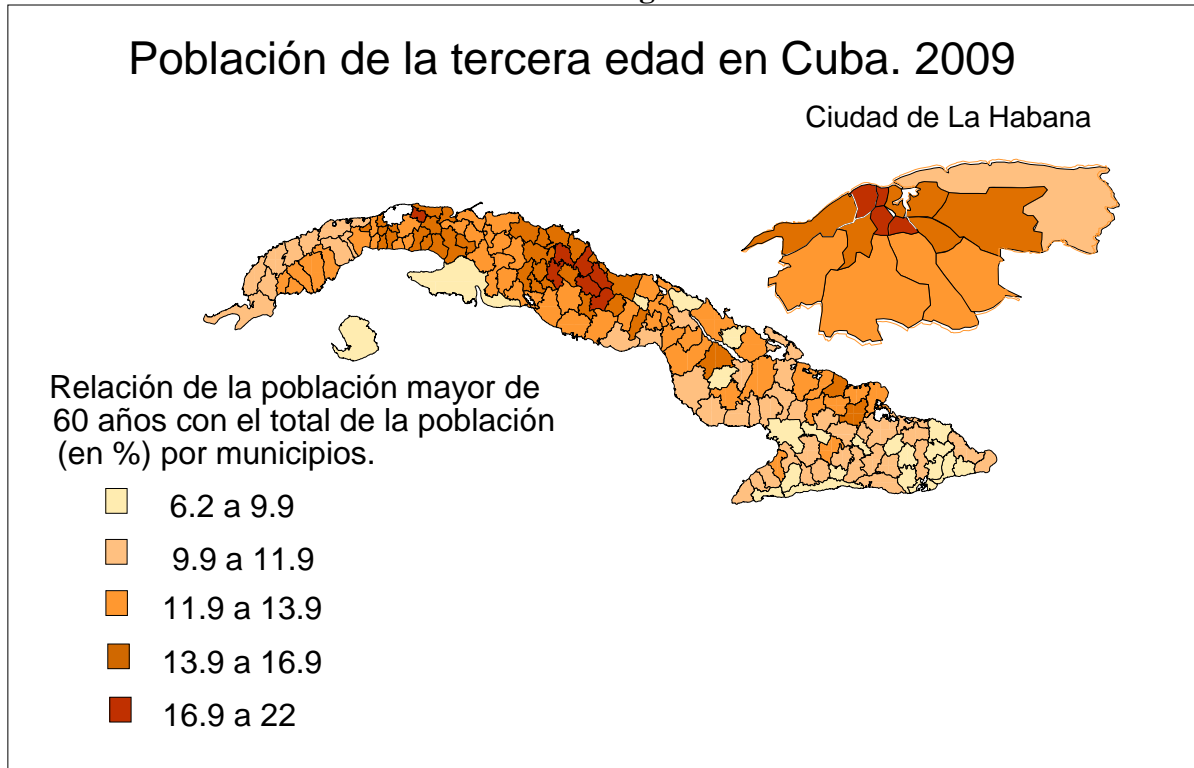 Población de la tercera edad en Cuba. 2009
Ciudad de La Habana
Relación de la población mayor de
60 años con el total de la población
(en %) por municipios.
6.2 a 9.9
9.9 a 11.9
11.9 a 13.9
13.9 a 16.9
16.9 a 22